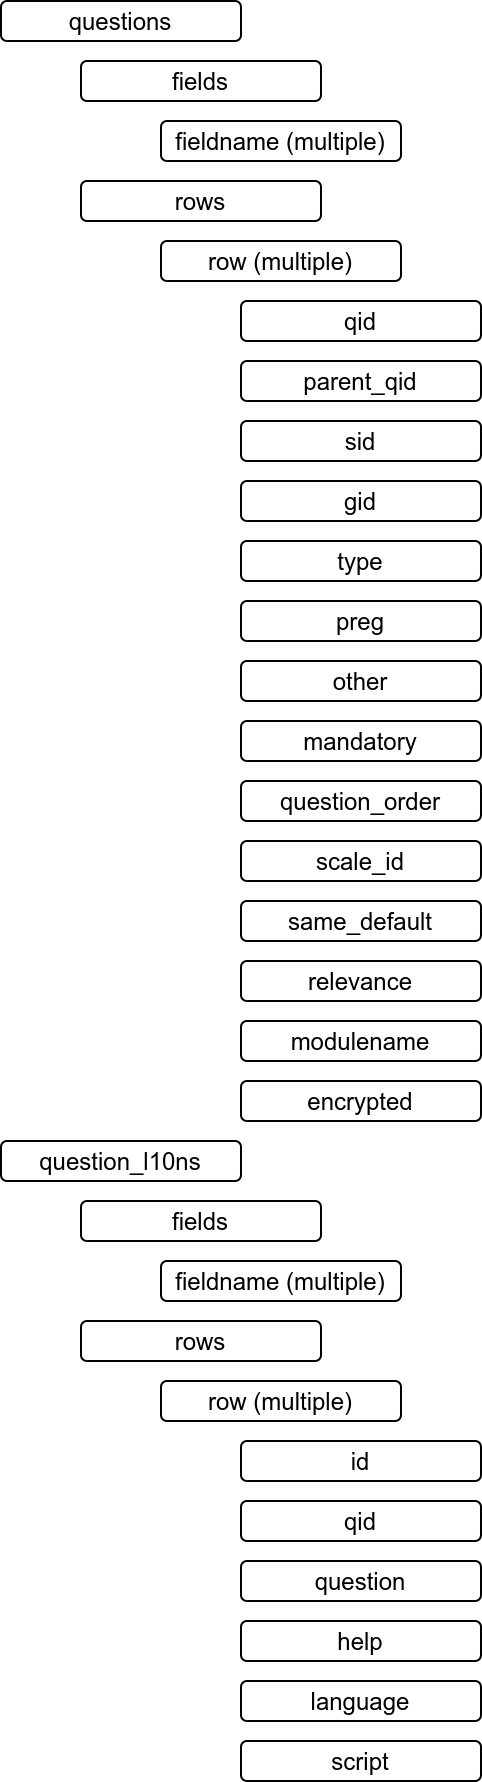 questions
fields
fieldname (multiple)
rows
row (multiple)
qid
parent_qid
sid
gid
type
preg
other
mandatory
question_order
scale_id
same_default
relevance
modulename
encrypted
question_l10ns
fields
fieldname (multiple)
rows
row (multiple)
id
qid
question
help
language
script